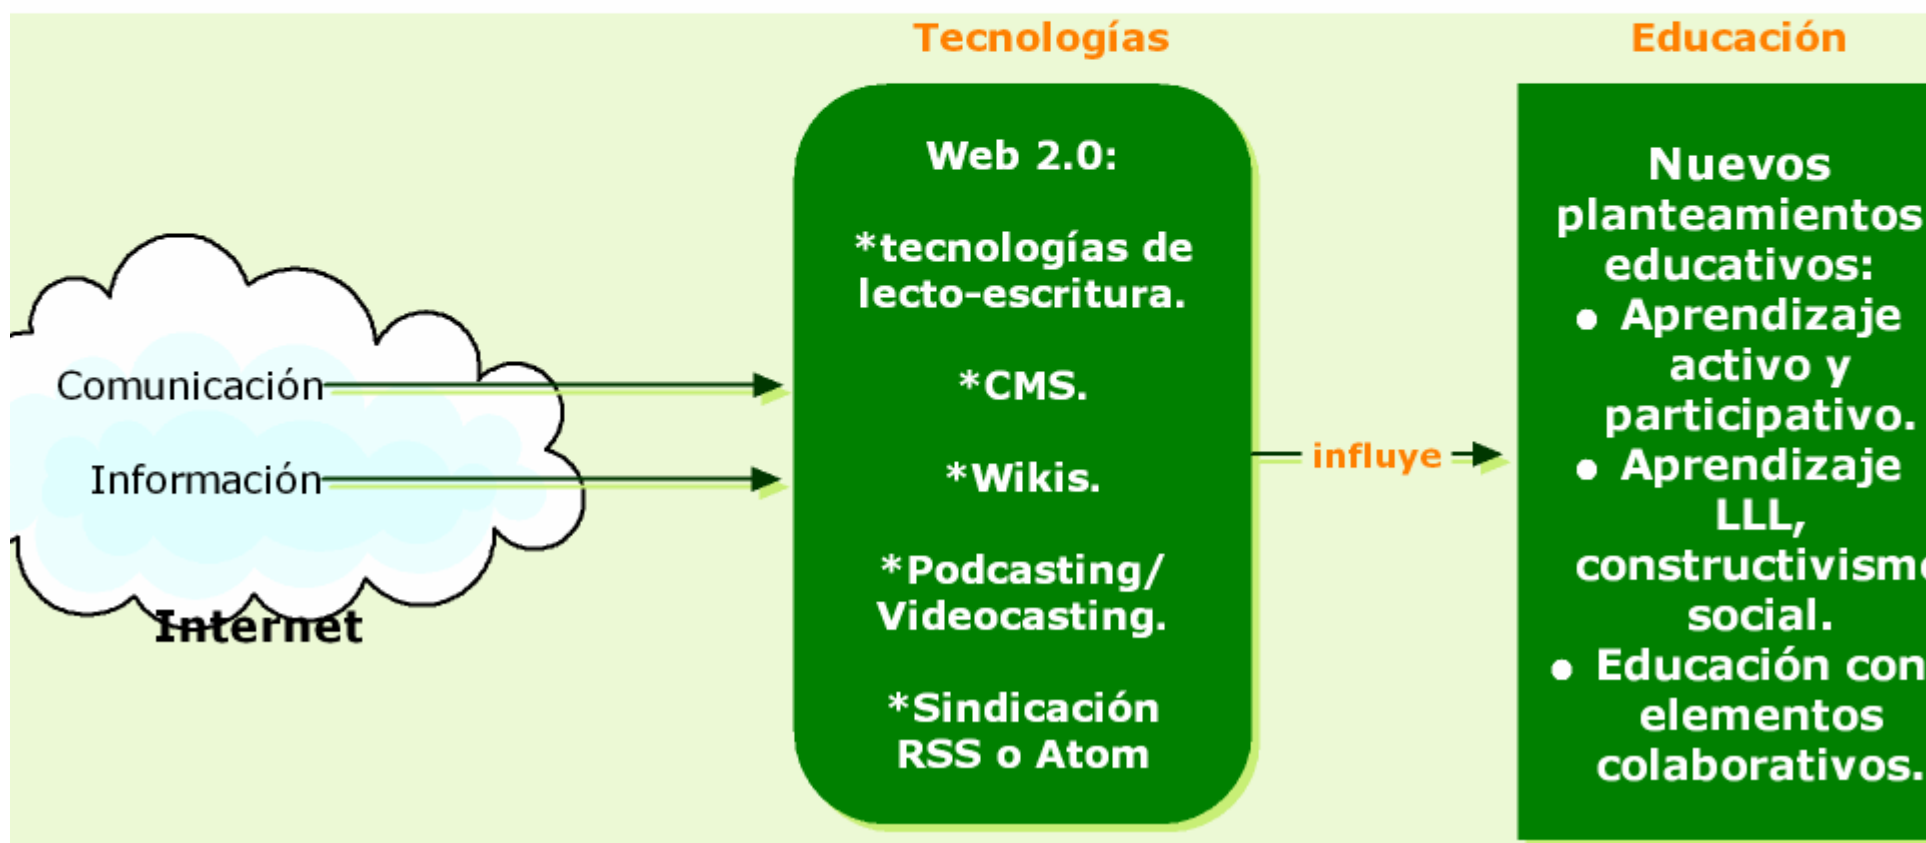 Comunicación
Información
Internet
Tecnologías
Web 2.0:
*tecnologías de
lecto-escritura.
*CMS.
*Wikis.
*Podcasting/
Videocasting.
*Sindicación
RSS o Atom
influye
Educación
Nuevos
planteamientos
educativos:
● Aprendizaje
activo y
participativo.
● Aprendizaje
LLL,
constructivismo
social.
● Educación con
elementos
colaborativos.